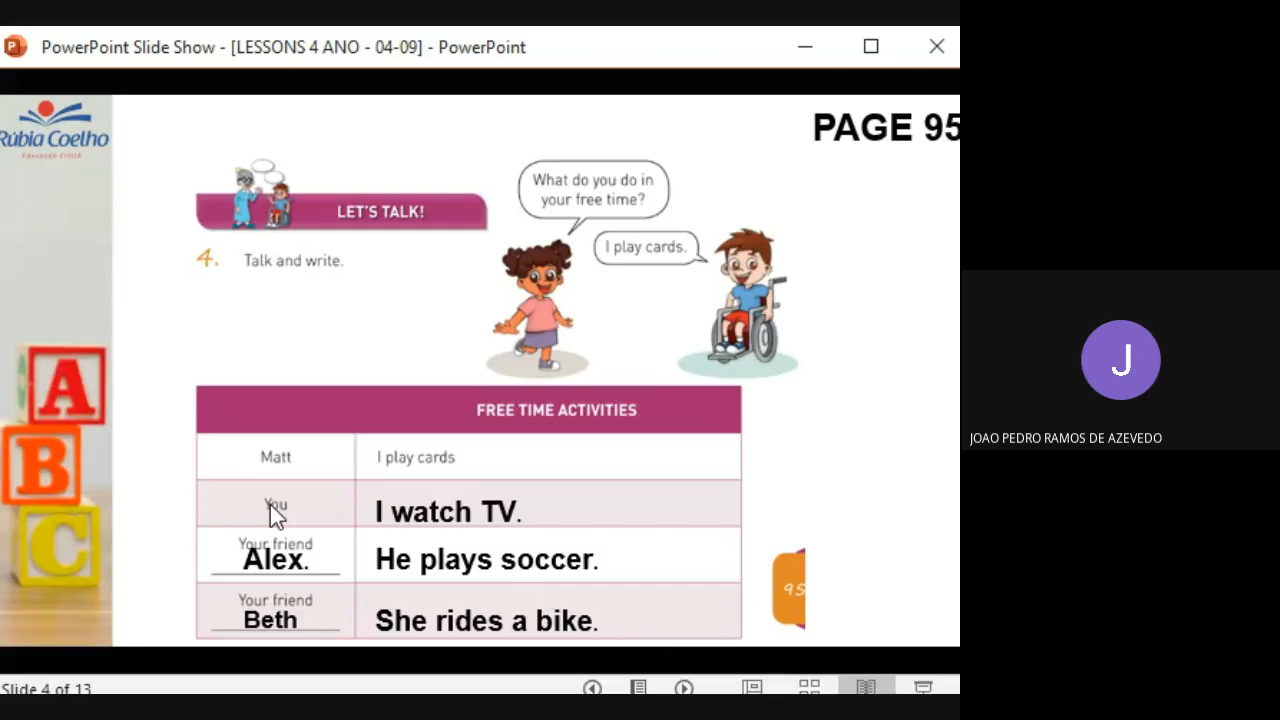 PowerPoint Slide Show - [LESSONS 4 ANO - 04-09] - PowerPoint
Rúbia Coelho
Educação Cristã
PAGE 95
What do you do in
your free time?
LET'S TALK!
I play cards.
4. Talk and write.
A
B
C
FREE TIME ACTIVITIES
Matt I play cards
You I watch TV.
Your friend
Alex. He plays soccer.
Your friend
Beth She rides a bike.
95
J
JOAO PEDRO RAMOS DE AZEVEDO
Slide 4 of 13